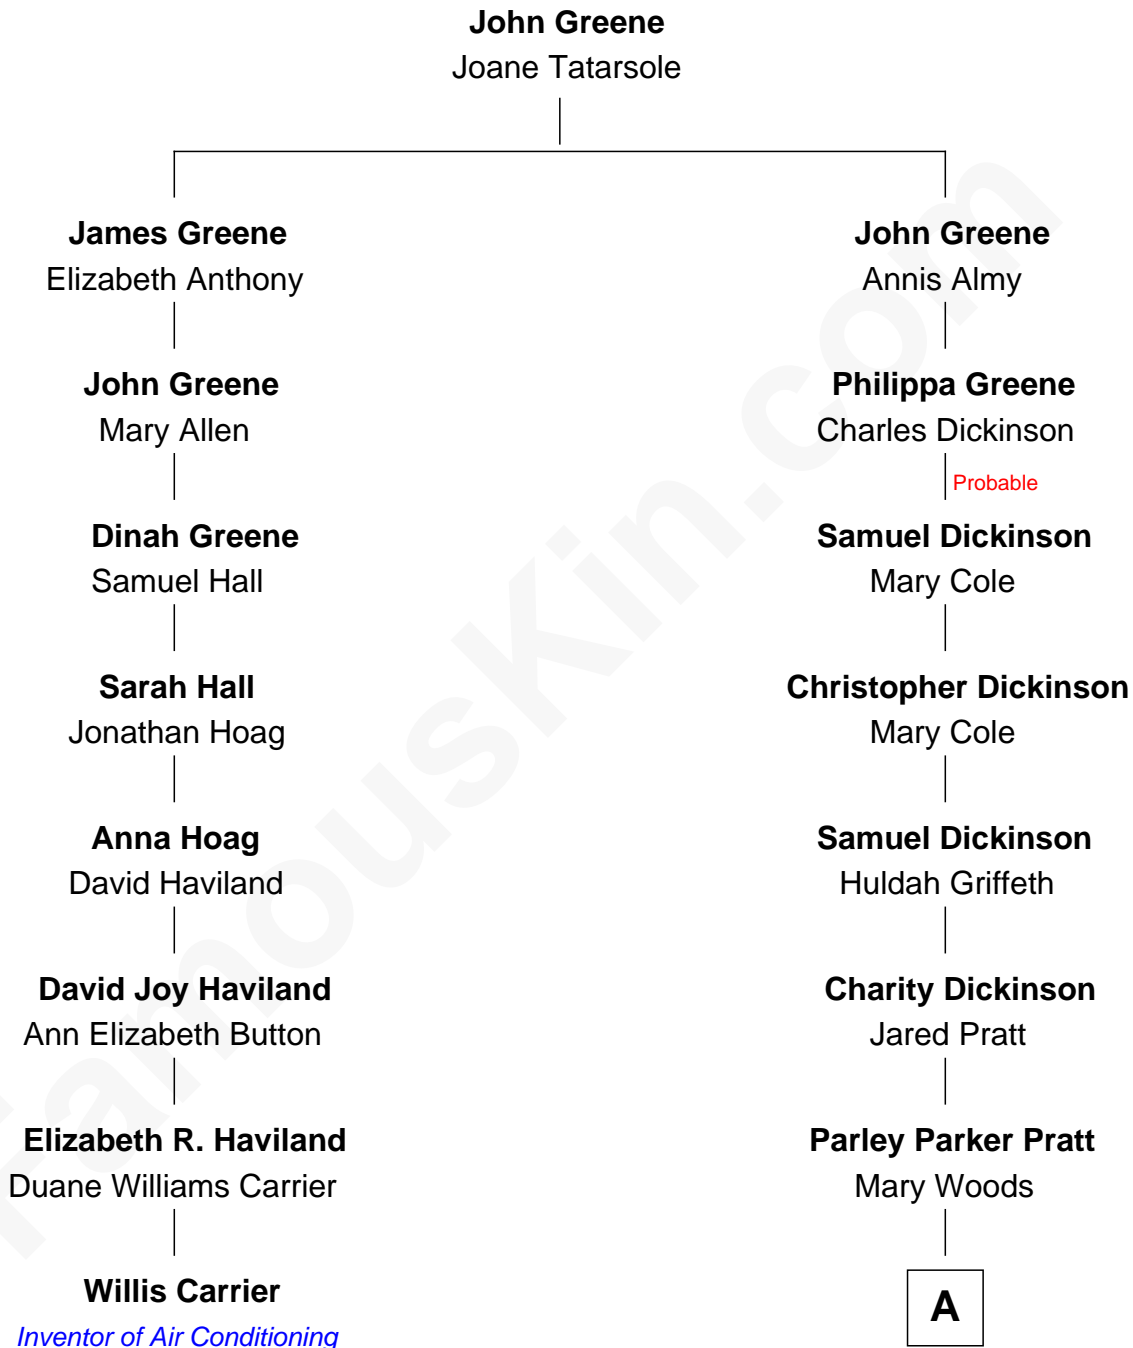 John Greene
Joane Tatarsole
James Greene
Elizabeth Anthony
John Greene
Mary Allen
Dinah Greene
Samuel Hall
Sarah Hall
Jonathan Hoag
Anna Hoag
David Haviland
David Joy Haviland
Ann Elizabeth Button
Elizabeth R. Haviland
Duane Williams Carrier
Willis Carrier
Inventor of Air Conditioning
John Greene
Annis Almy
Philippa Greene
Charles Dickinson
Probable
Samuel Dickinson
Mary Cole
Christopher Dickinson
Mary Cole
Samuel Dickinson
Huldah Griffeth
Charity Dickinson
Jared Pratt
Parley Parker Pratt
Mary Woods
A
FamousKin.com